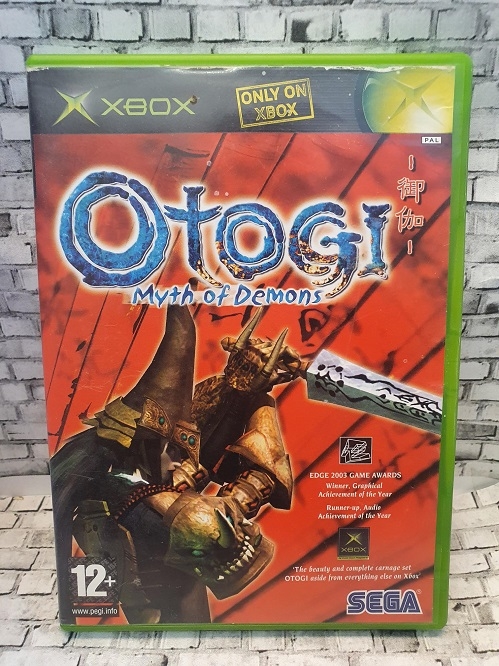 XBOX
ONLY ON
XBOX
PAL
OTOGI
Myth of Demons
御
伽
EDGE 2003 GAME AWARDS
Winner, Graphical
Achievement of the Year
Runner-up, Audio
Achievement of the Year
XBOX
'The beauty and complete carnage set
OTOGI aside from everything else on Xbox'
12+
www.pegi.info
SEGA